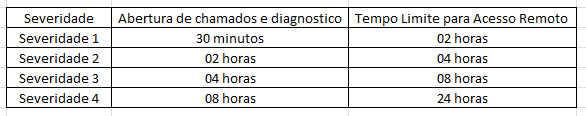 Severidade Abertura de chamados e diagnostico Tempo Limite para Acesso Remoto
Severidade 1 30 minutos 02 horas
Severidade 2 02 horas 04 horas
Severidade 3 04 horas 08 horas
Severidade 4 08 horas 24 horas